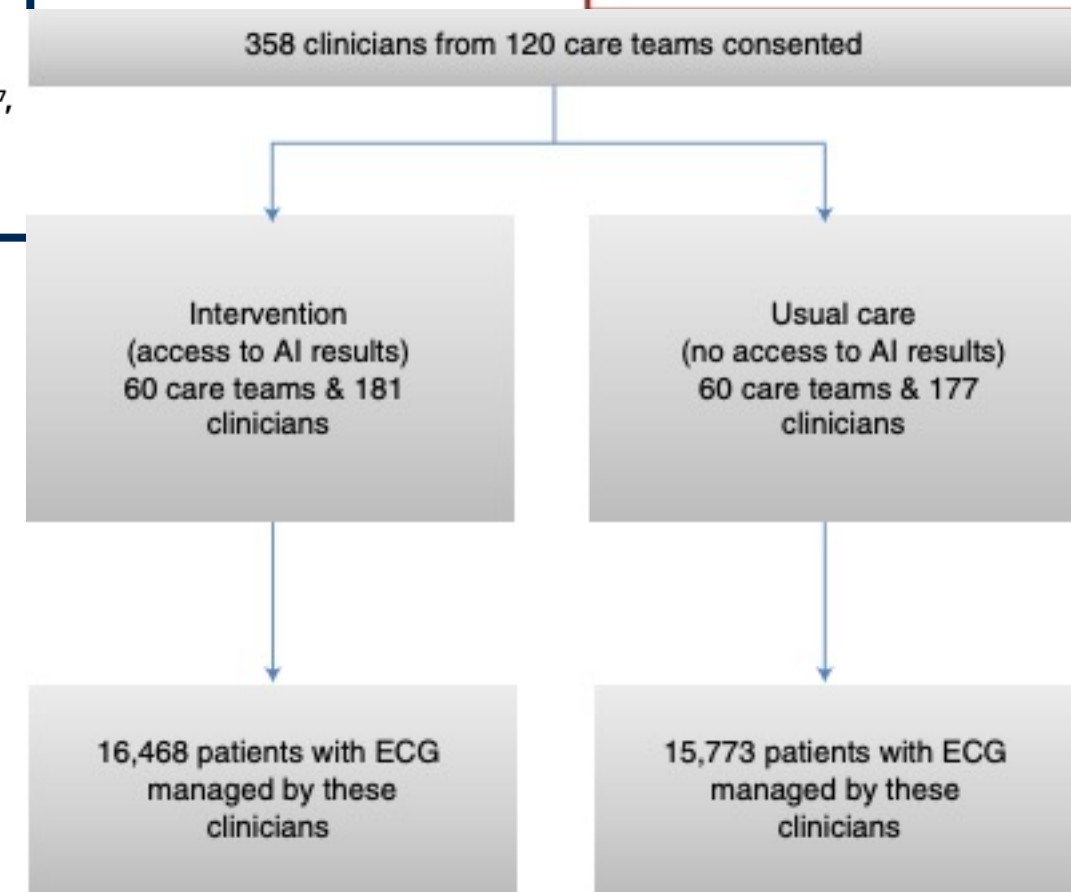 7,
358 clinicians from 120 care teams consented
Intervention
(access to AI results)
60 care teams & 181
clinicians
Usual care
(no access to AI results)
60 care teams & 177
clinicians
16,468 patients with ECG
managed by these
clinicians
15,773 patients with ECG
managed by these
clinicians